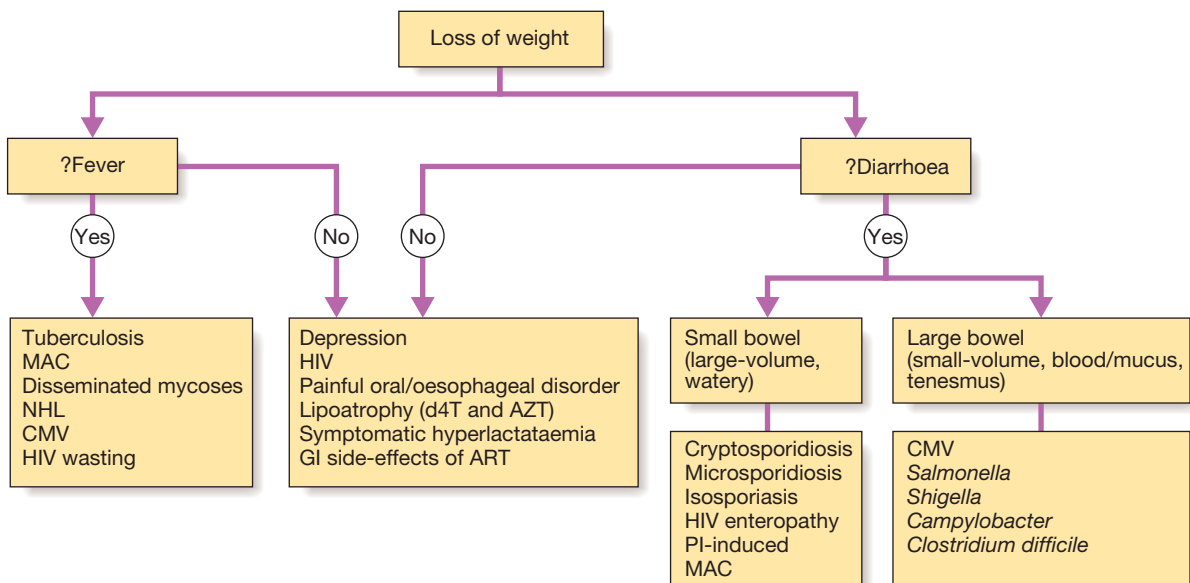 Loss of weight
?Fever
?Diarrhoea
Yes
No
No
Yes
Tuberculosis
MAC
Disseminated mycoses
NHL
CMV
HIV wasting
Depression
HIV
Painful oral/oesophageal disorder
Lipoatrophy (d4T and AZT)
Symptomatic hyperlactataemia
GI side-effects of ART
Small bowel
(large-volume,
watery)
Large bowel
(small-volume, blood/mucus,
tenesmus)
Cryptosporidiosis
Microsporidiosis
Isosporiasis
HIV enteropathy
PI-induced
MAC
CMV
Salmonella
Shigella
Campylobacter
Clostridium difficile